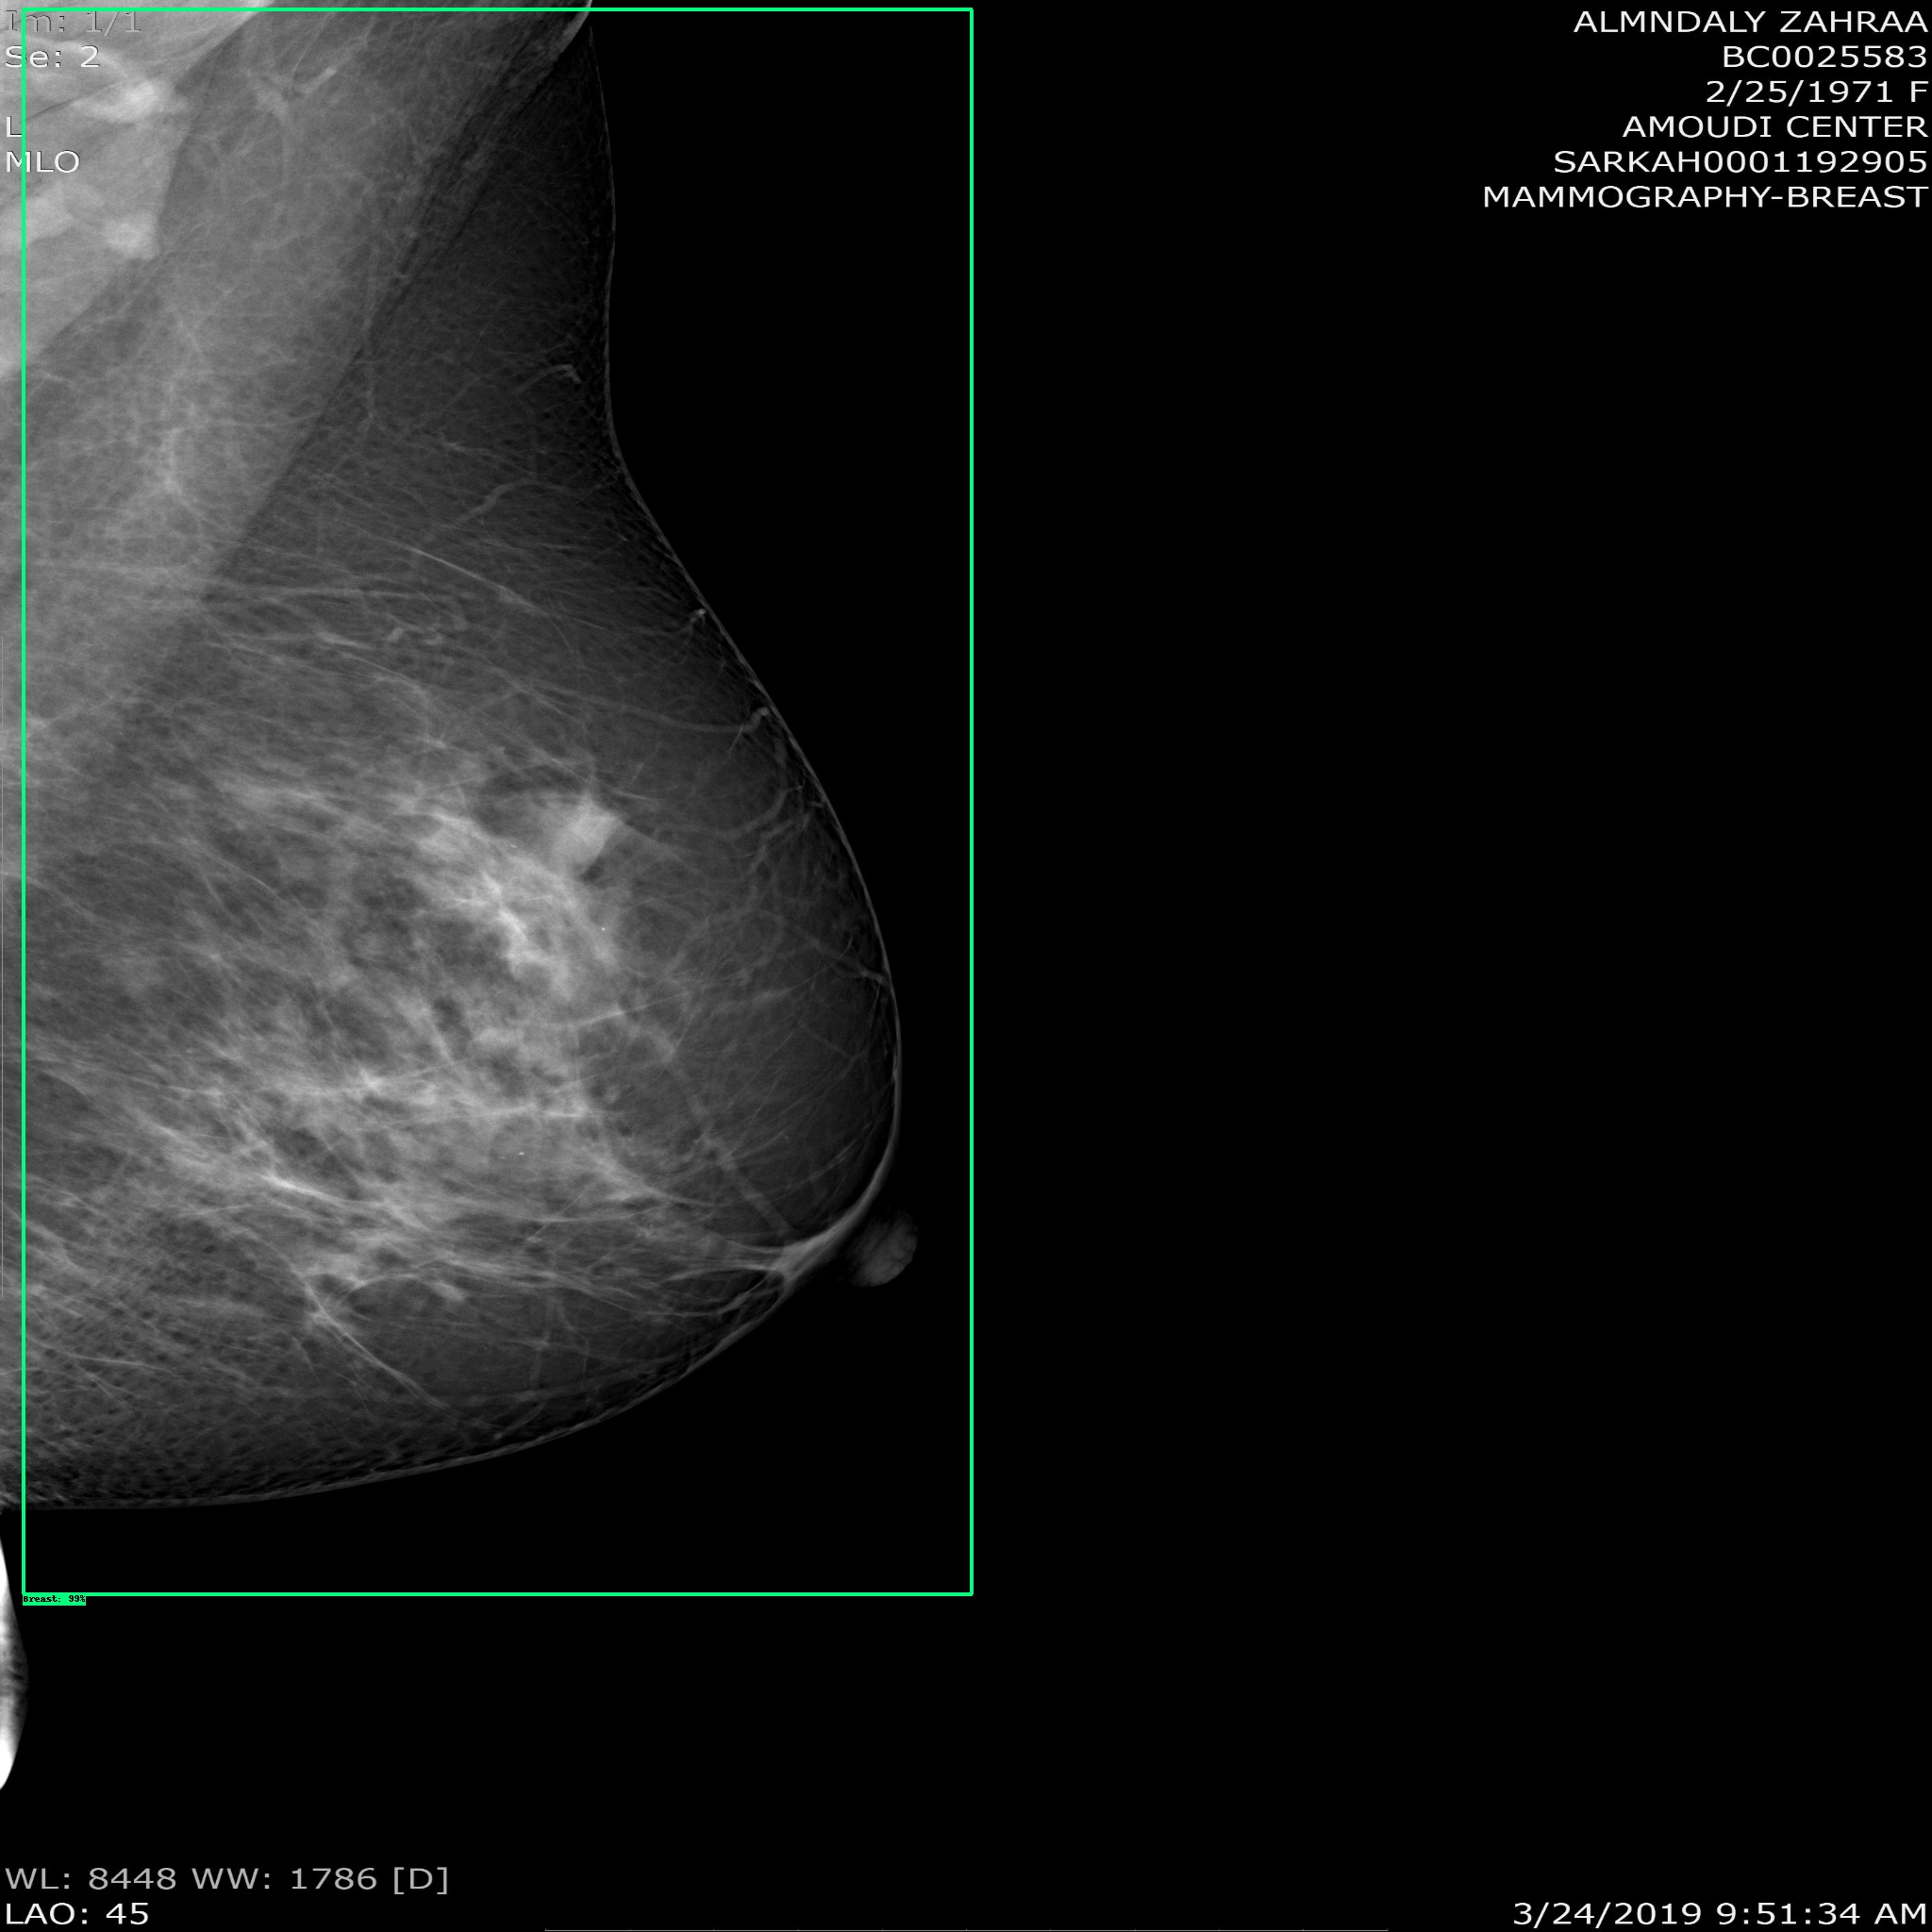 Im: 1/1
Se: 2
L
MLO
ALMNDALY ZAHRAA
BC0025583
2/25/1971 F
AMOUDI CENTER
SARKAH0001192905
MAMMOGRAPHY-BREAST
Breast: 99%
WL: 8448 WW: 1786 [D]
LAO: 45
3/24/2019 9:51:34 AM